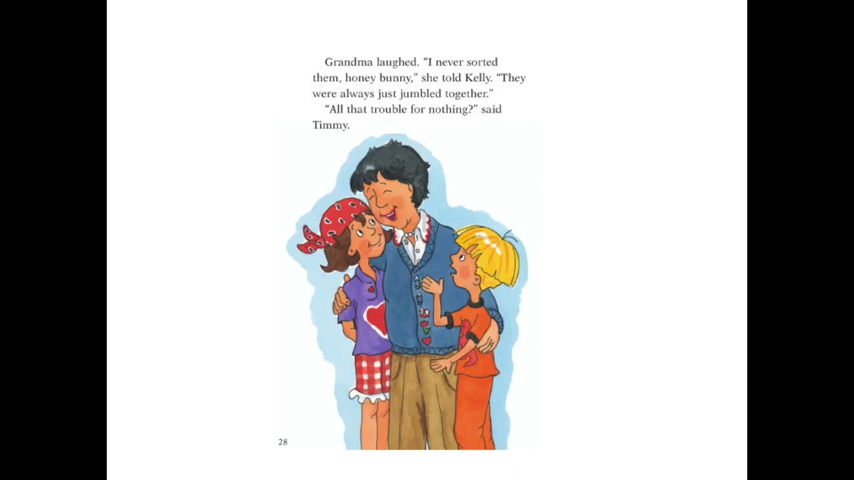 Grandma laughed. “I never sorted
them, honey bunny,” she told Kelly. “They
were always just jumbled together.”
“All that trouble for nothing?” said
Timmy.
28